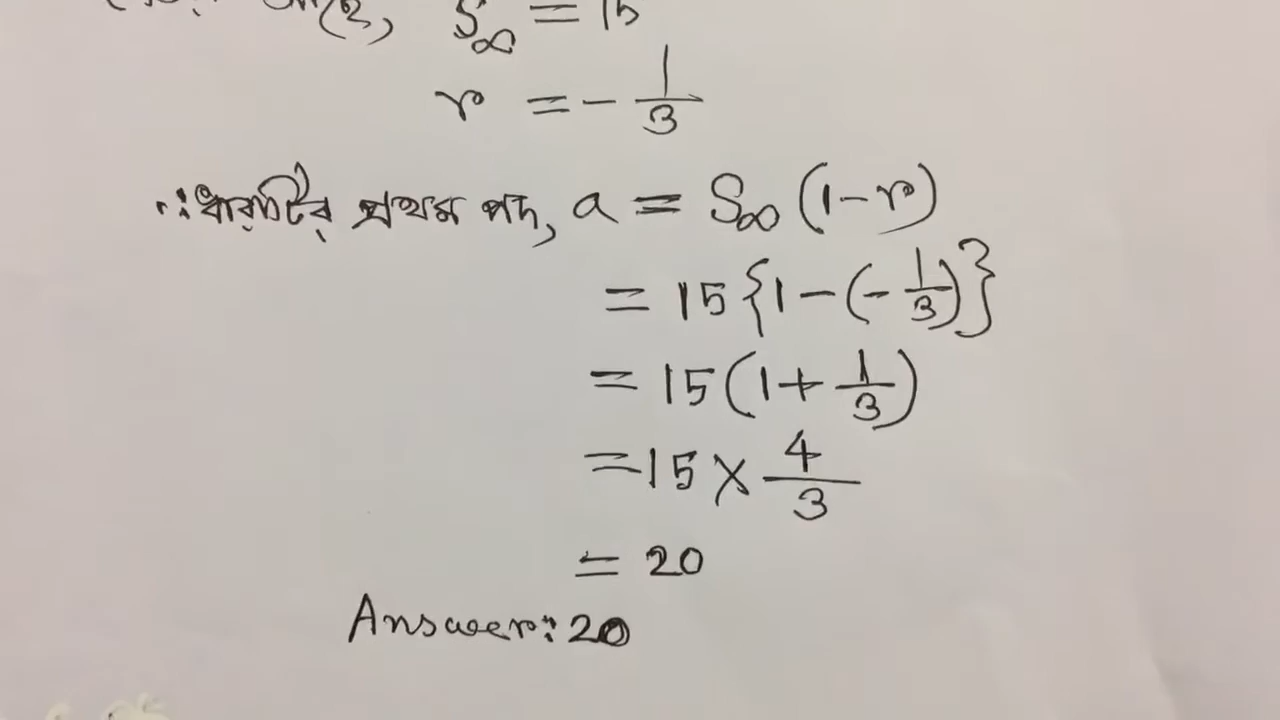 S∞ = 15
r = - 1/3
∴ ধারাটির প্রথম পদ, a = S∞ (1-r)
= 15 {1 - (- 1/3)}
= 15 (1 + 1/3)
= 15 × 4/3
= 20
Answer: 20